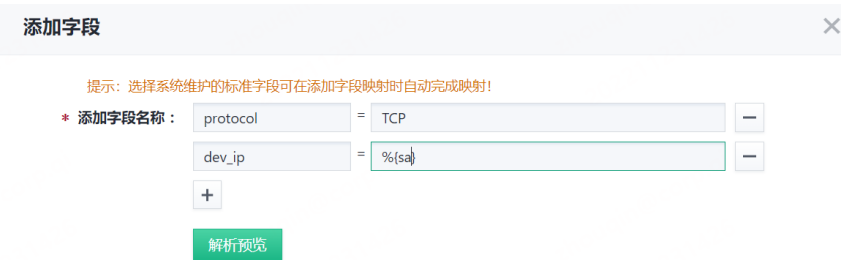 添加字段
提示：选择系统维护的标准字段可在添加字段映射时自动完成映射！
* 添加字段名称： protocol = TCP
dev_ip = %{sa}
解析预览